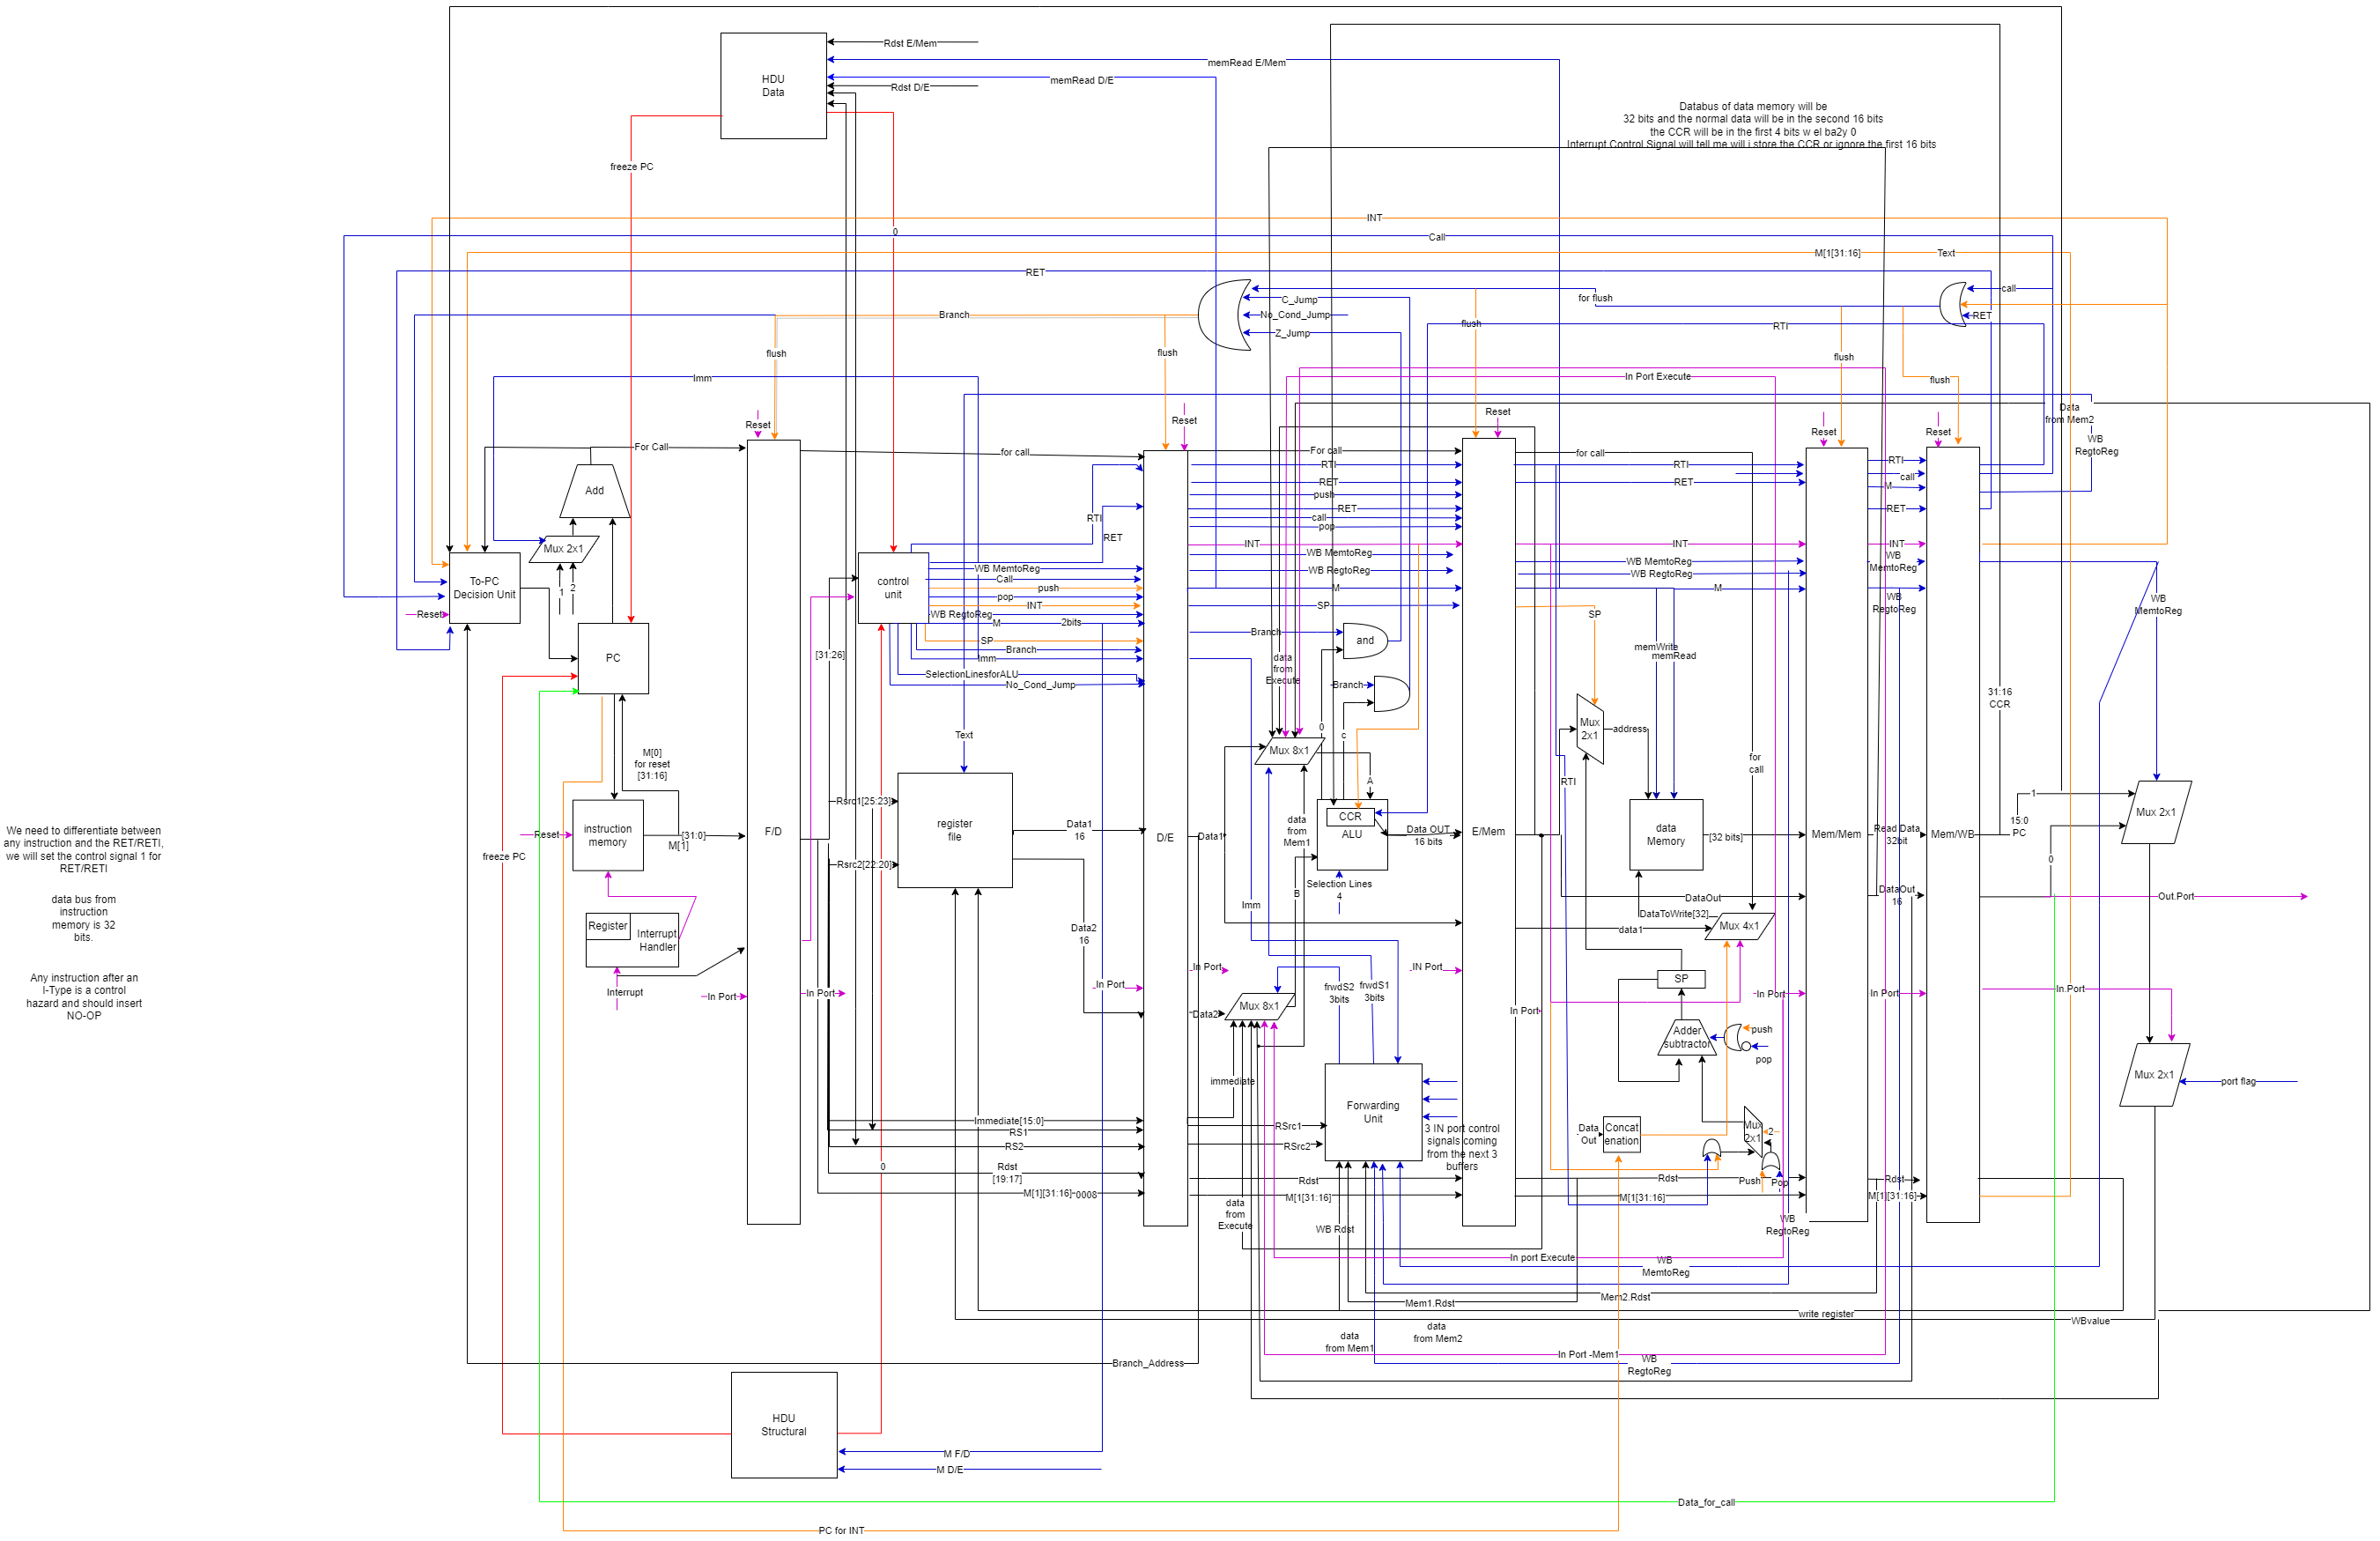 HDU
Data
Rdst E/Mem
memRead E/Mem
memRead D/E
Rdst D/E
Databus of data memory will be
32 bits and the normal data will be in the second 16 bits
the CCR will be in the first 4 bits w el ba2y 0
Interrupt Control Signal will tell me will i store the CCR or ignore the first 16 bits
freeze PC
0
INT
Call
M[1[31:16]
Text
RET
call
for flush
C_Jump
No_Cond_Jump
Z_Jump
Branch
RET
RTI
flush
flush
flush
flush
flush
Imm
In Port Execute
Reset
Reset
Reset
Reset
Reset
Data
from Mem2
WB
RegtoReg
For Call
for call
For call
for call
Add
Mux 2x1
1
2
To-PC
Decision Unit
Reset
PC
M[0]
for reset
[31:16]
instruction
memory
Reset
[31:0]
M[1]
Register
Interrupt
Handler
Interrupt
freeze PC
We need to differentiate between
any instruction and the RET/RETI,
we will set the control signal 1 for
RET/RETI
data bus from
instruction
memory is 32
bits.
Any instruction after an
I-Type is a control
hazard and should insert
NO-OP
F/D
In Port
In Port
[31:26]
control
unit
RTI
RET
WB MemtoReg
Call
push
pop
INT
WB RegtoReg
M
2bits
SP
Branch
Imm
SelectionLinesforALU
No_Cond_Jump
Text
Rsrc1[25:23]
Rsrc2[22:20]
register
file
Data1
16
Data2
16
In Port
Immediate[15:0]
RS1
RS2
Rdst
[19:17]
M[1][31:16]
0008
0
D/E
RTI
RET
push
RET
call
pop
INT
WB MemtoReg
WB RegtoReg
M
SP
Branch
and
Branch
data
from
Execute
0
c
Mux 8x1
A
CCR
ALU
Data OUT
16 bits
Selection Lines
4
data
from
Mem1
B
Data1
Imm
In Port
IN Port
frwdS2
3bits
frwdS1
3bits
Mux 8x1
Data2
immediate
Forwarding
Unit
RSrc1
RSrc2
3 IN port control
signals coming
from the next 3
buffers
Rdst
M[1[31:16]
data
from
Execute
WB Rdst
E/Mem
RTI
RET
INT
WB MemtoReg
WB RegtoReg
M
SP
memWrite
memRead
Mux
2x1
address
RTI
for
call
data
Memory
[32 bits]
DataOut
DataToWrite[32]
Mux 4x1
data1
SP
In Port
In Port
Adder
subtractor
push
pop
Data
Out
Concat
enation
Mux
2x1
2
Push
Pop
Rdst
M[1[31:16]
WB
RegtoReg
In port Execute
WB
MemtoReg
Mem1.Rdst
Mem2.Rdst
write register
WBvalue
data
from Mem1
data
from Mem2
In Port -Mem1
WB
RegtoReg
Mem/Mem
RTI
call
M
RET
INT
WB
MemtoReg
WB
RegtoReg
Read Data
32bit
DataOut
16
In Port
Rdst
M[1][31:16]
Mem/WB
31:16
CCR
15:0
PC
1
0
WB
MemtoReg
Mux 2x1
Out.Port
In.Port
Mux 2x1
port flag
Branch_Address
HDU
Structural
M F/D
M D/E
Data_for_call
PC for INT